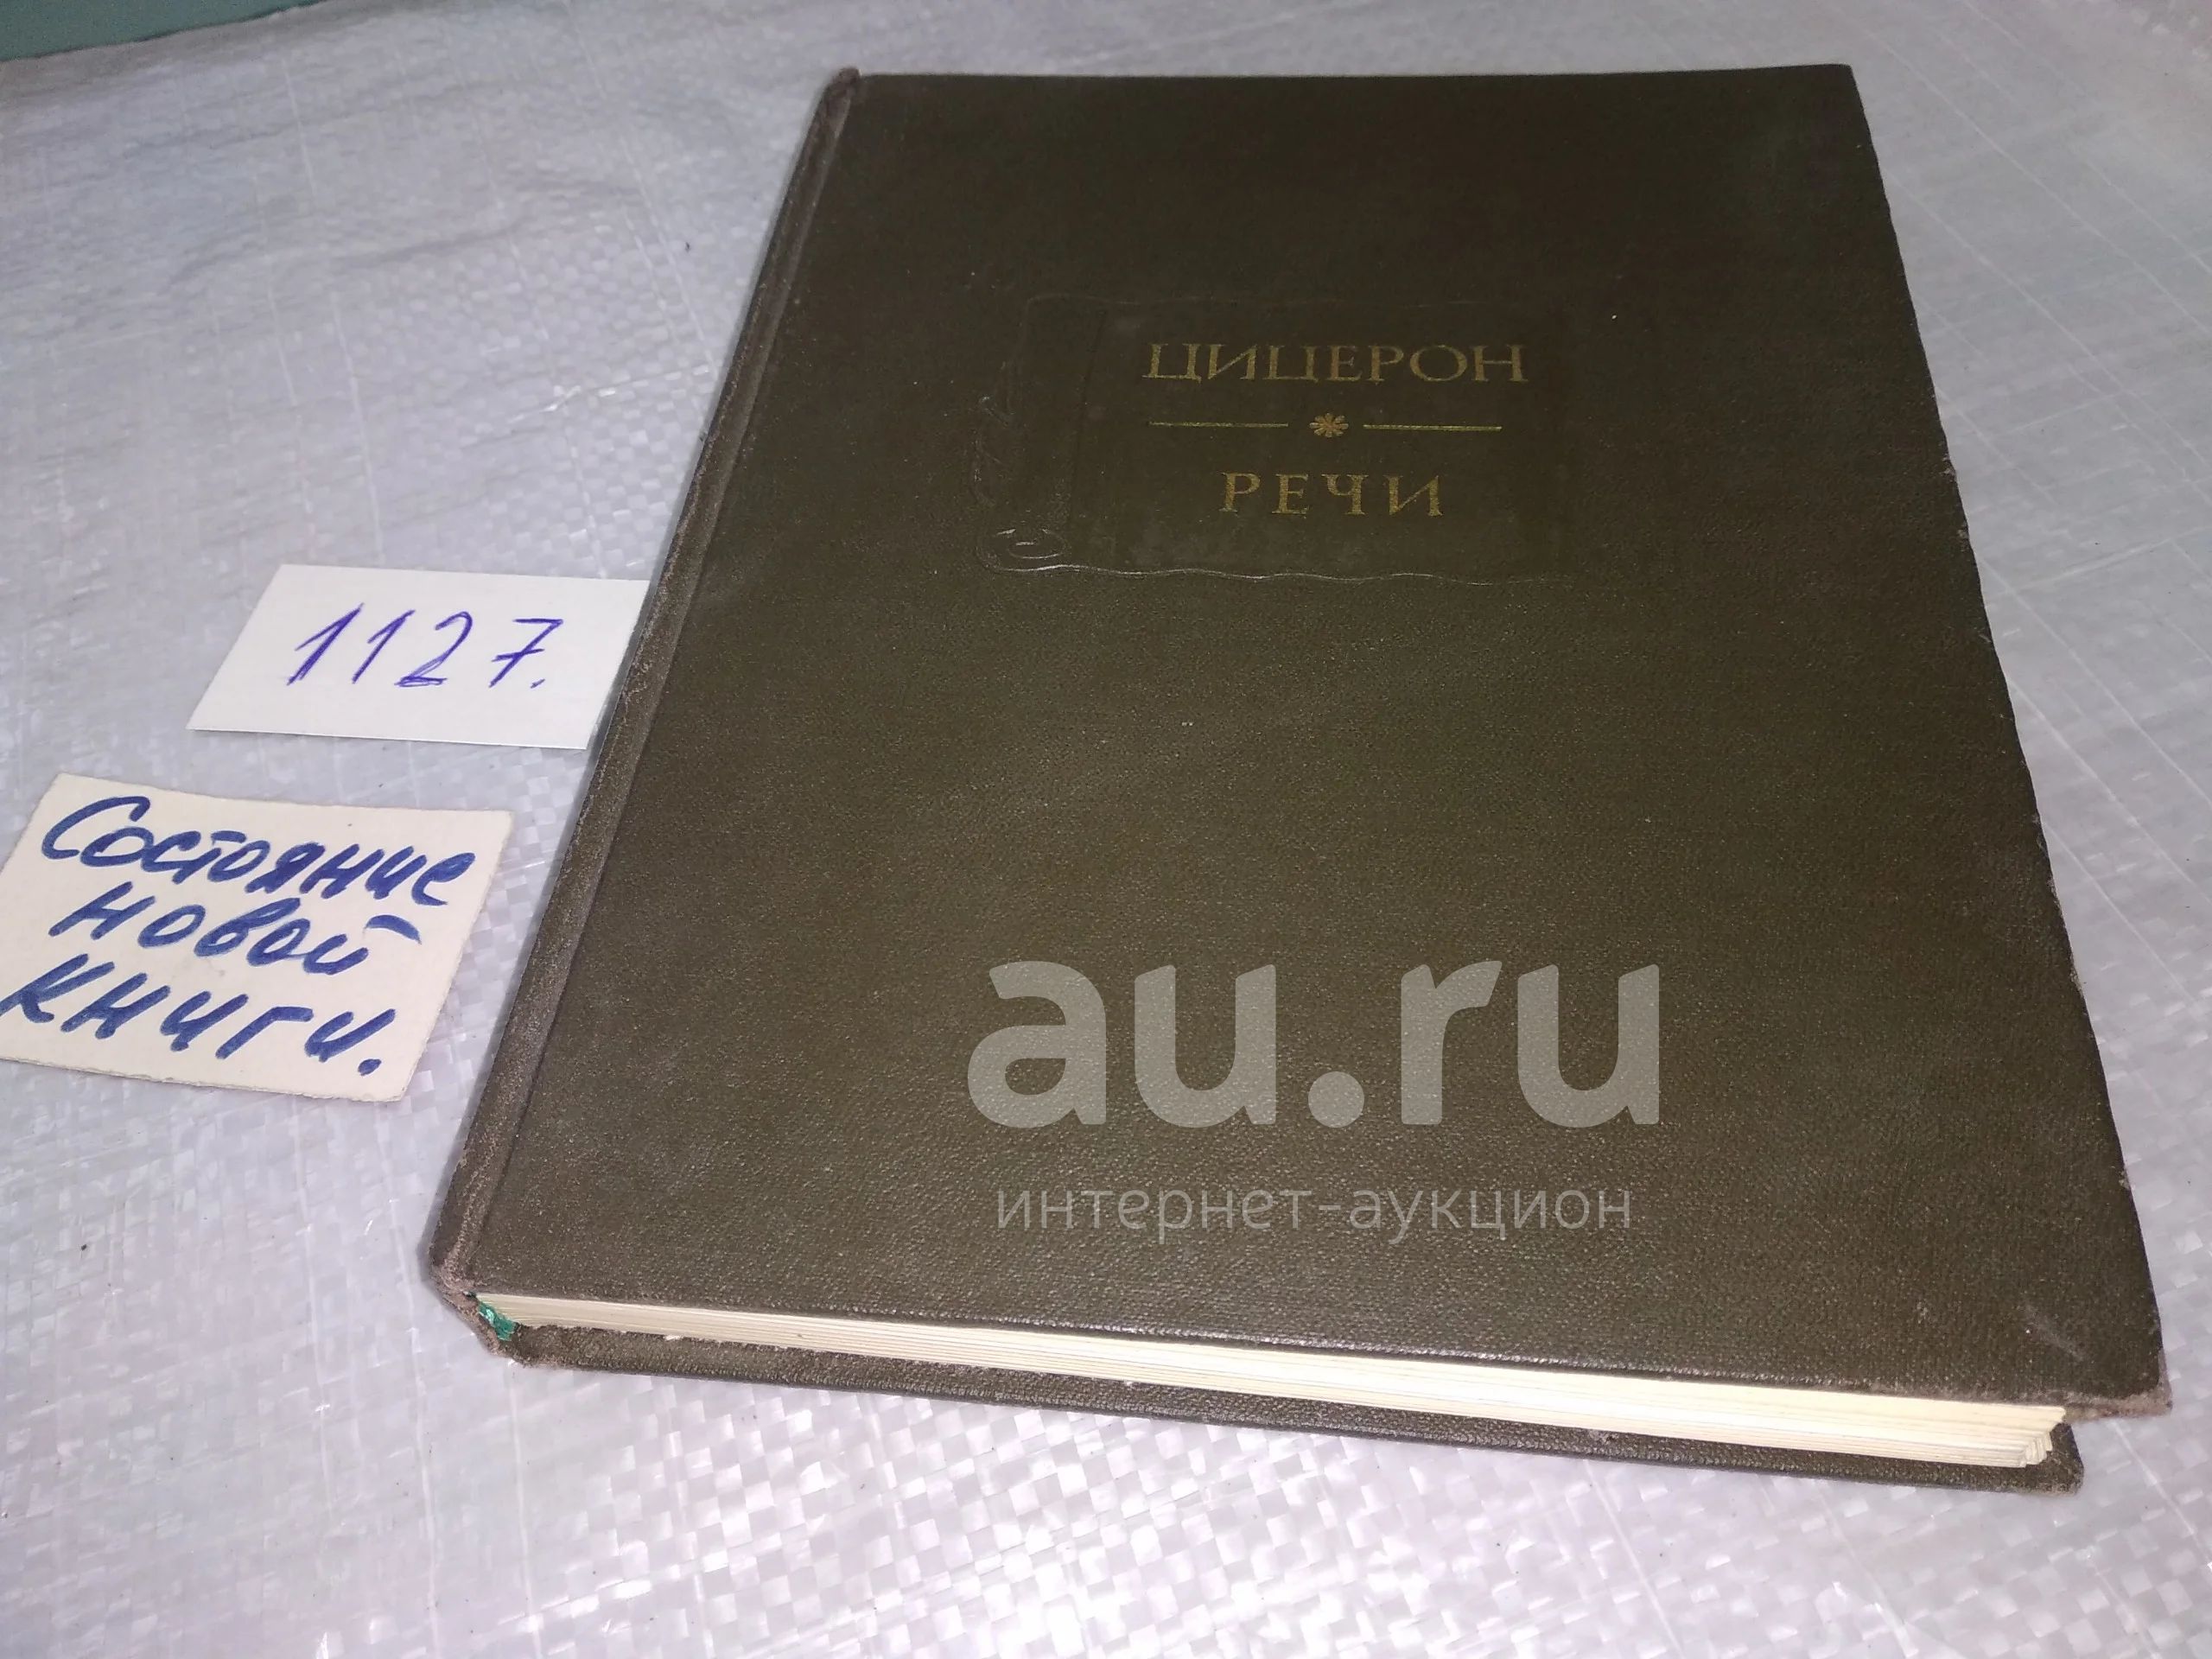 ЦИЦЕРОН
РЕЧИ
1127.
Состояние
новой
книги.
au.ru
интернет-аукцион